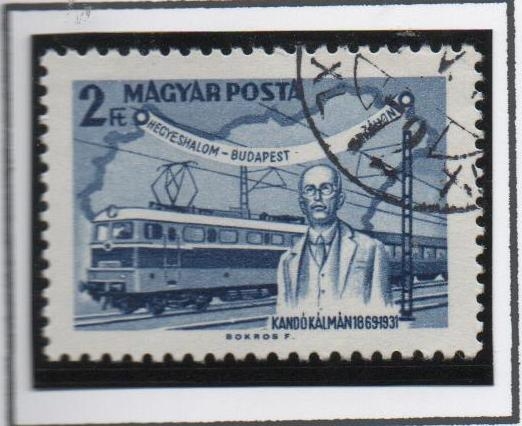 2 Ft MAGYAR POSTA
HEGYESHALOM - BUDAPEST
KANDÓ KÁLMÁN 1869-1931
BOKROS F.